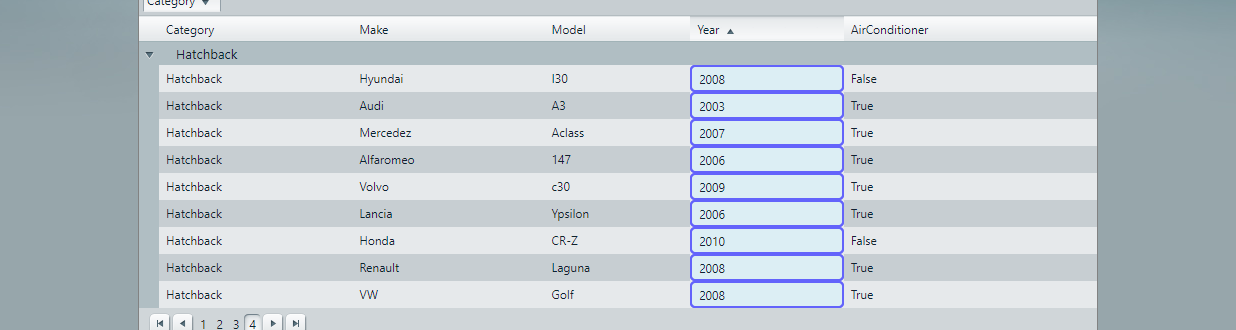 Category
Category Make Model Year AirConditioner
Hatchback
Hatchback Hyundai I30 2008 False
Hatchback Audi A3 2003 True
Hatchback Mercedez Aclass 2007 True
Hatchback Alfaromeo 147 2006 True
Hatchback Volvo c30 2009 True
Hatchback Lancia Ypsilon 2006 True
Hatchback Honda CR-Z 2010 False
Hatchback Renault Laguna 2008 True
Hatchback VW Golf 2008 True
1 2 3 4